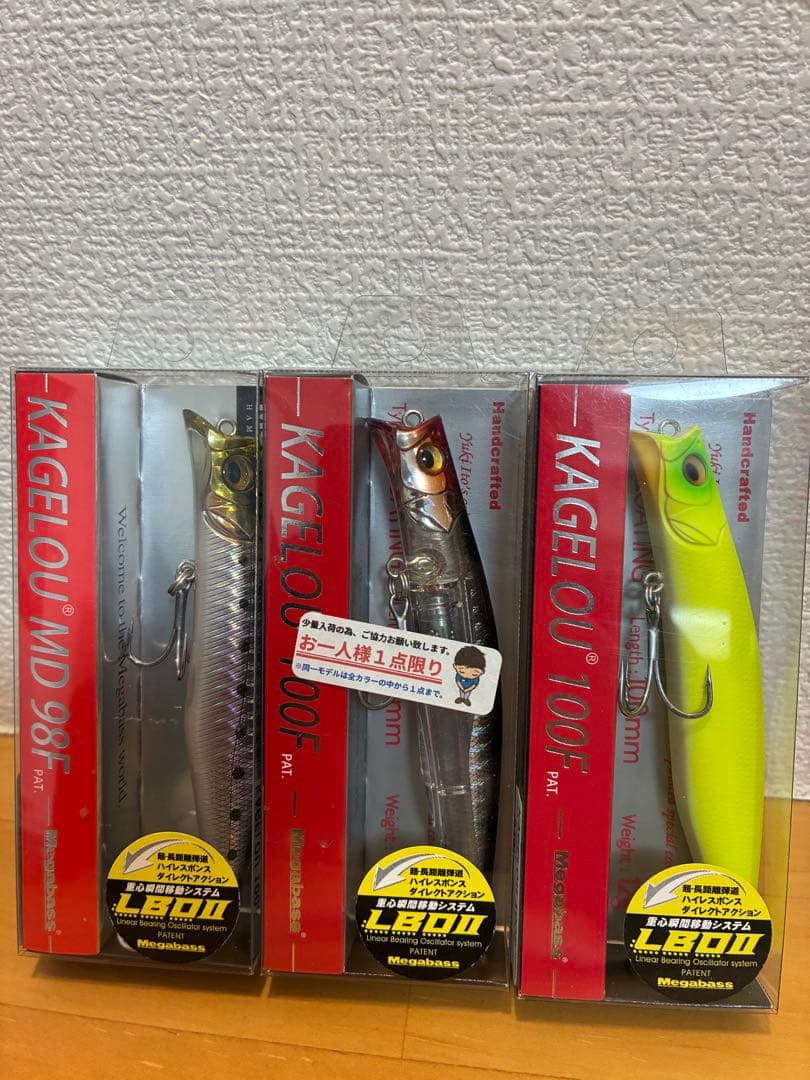 KAGELOU® MD 98F
PAT.
Megabass®
HAM
Welcome to the Megabass world.
超・長距離弾道
ハイレスポンス
ダイレクトアクション
重心瞬間移動システム
LBOII
Linear Bearing Oscillator system
PATENT
Megabass
KAGELOU 100F
PAT.
Megabass®
Handcrafted
Yuki Ito's
mm
Weight
少量入荷の為、ご協力お願い致します。
お一人様1点限り
※同一モデルは全カラーの中から1点まで。
超・長距離弾道
ハイレスポンス
ダイレクトアクション
重心瞬間移動システム
LBOII
Linear Bearing Oscillator system
PATENT
Megabass
KAGELOU® 100F
PAT.
Megabass®
Handcrafted
Yuki
Length : 100mm
Weight
超・長距離弾道
ハイレスポンス
ダイレクトアクション
重心瞬間移動システム
LBOII
Linear Bearing Oscillator system
PATENT
Megabass